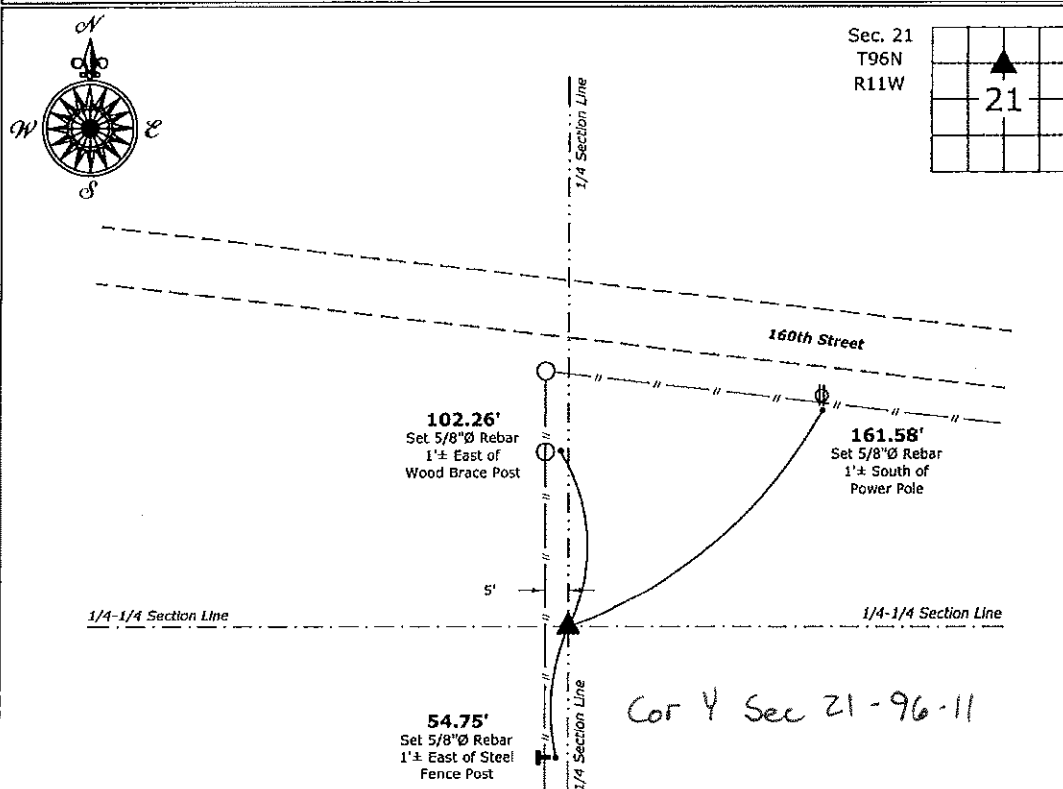 N
W
E
S
Sec. 21
T96N
R11W
21
1/4 Section Line
160th Street
102.26'
Set 5/8"Ø Rebar
1'± East of
Wood Brace Post
161.58'
Set 5/8"Ø Rebar
1'± South of
Power Pole
5'
1/4-1/4 Section Line
1/4-1/4 Section Line
54.75'
Set 5/8"Ø Rebar
1'± East of Steel
Fence Post
1/4 Section Line
Cor Y Sec 21-96-11